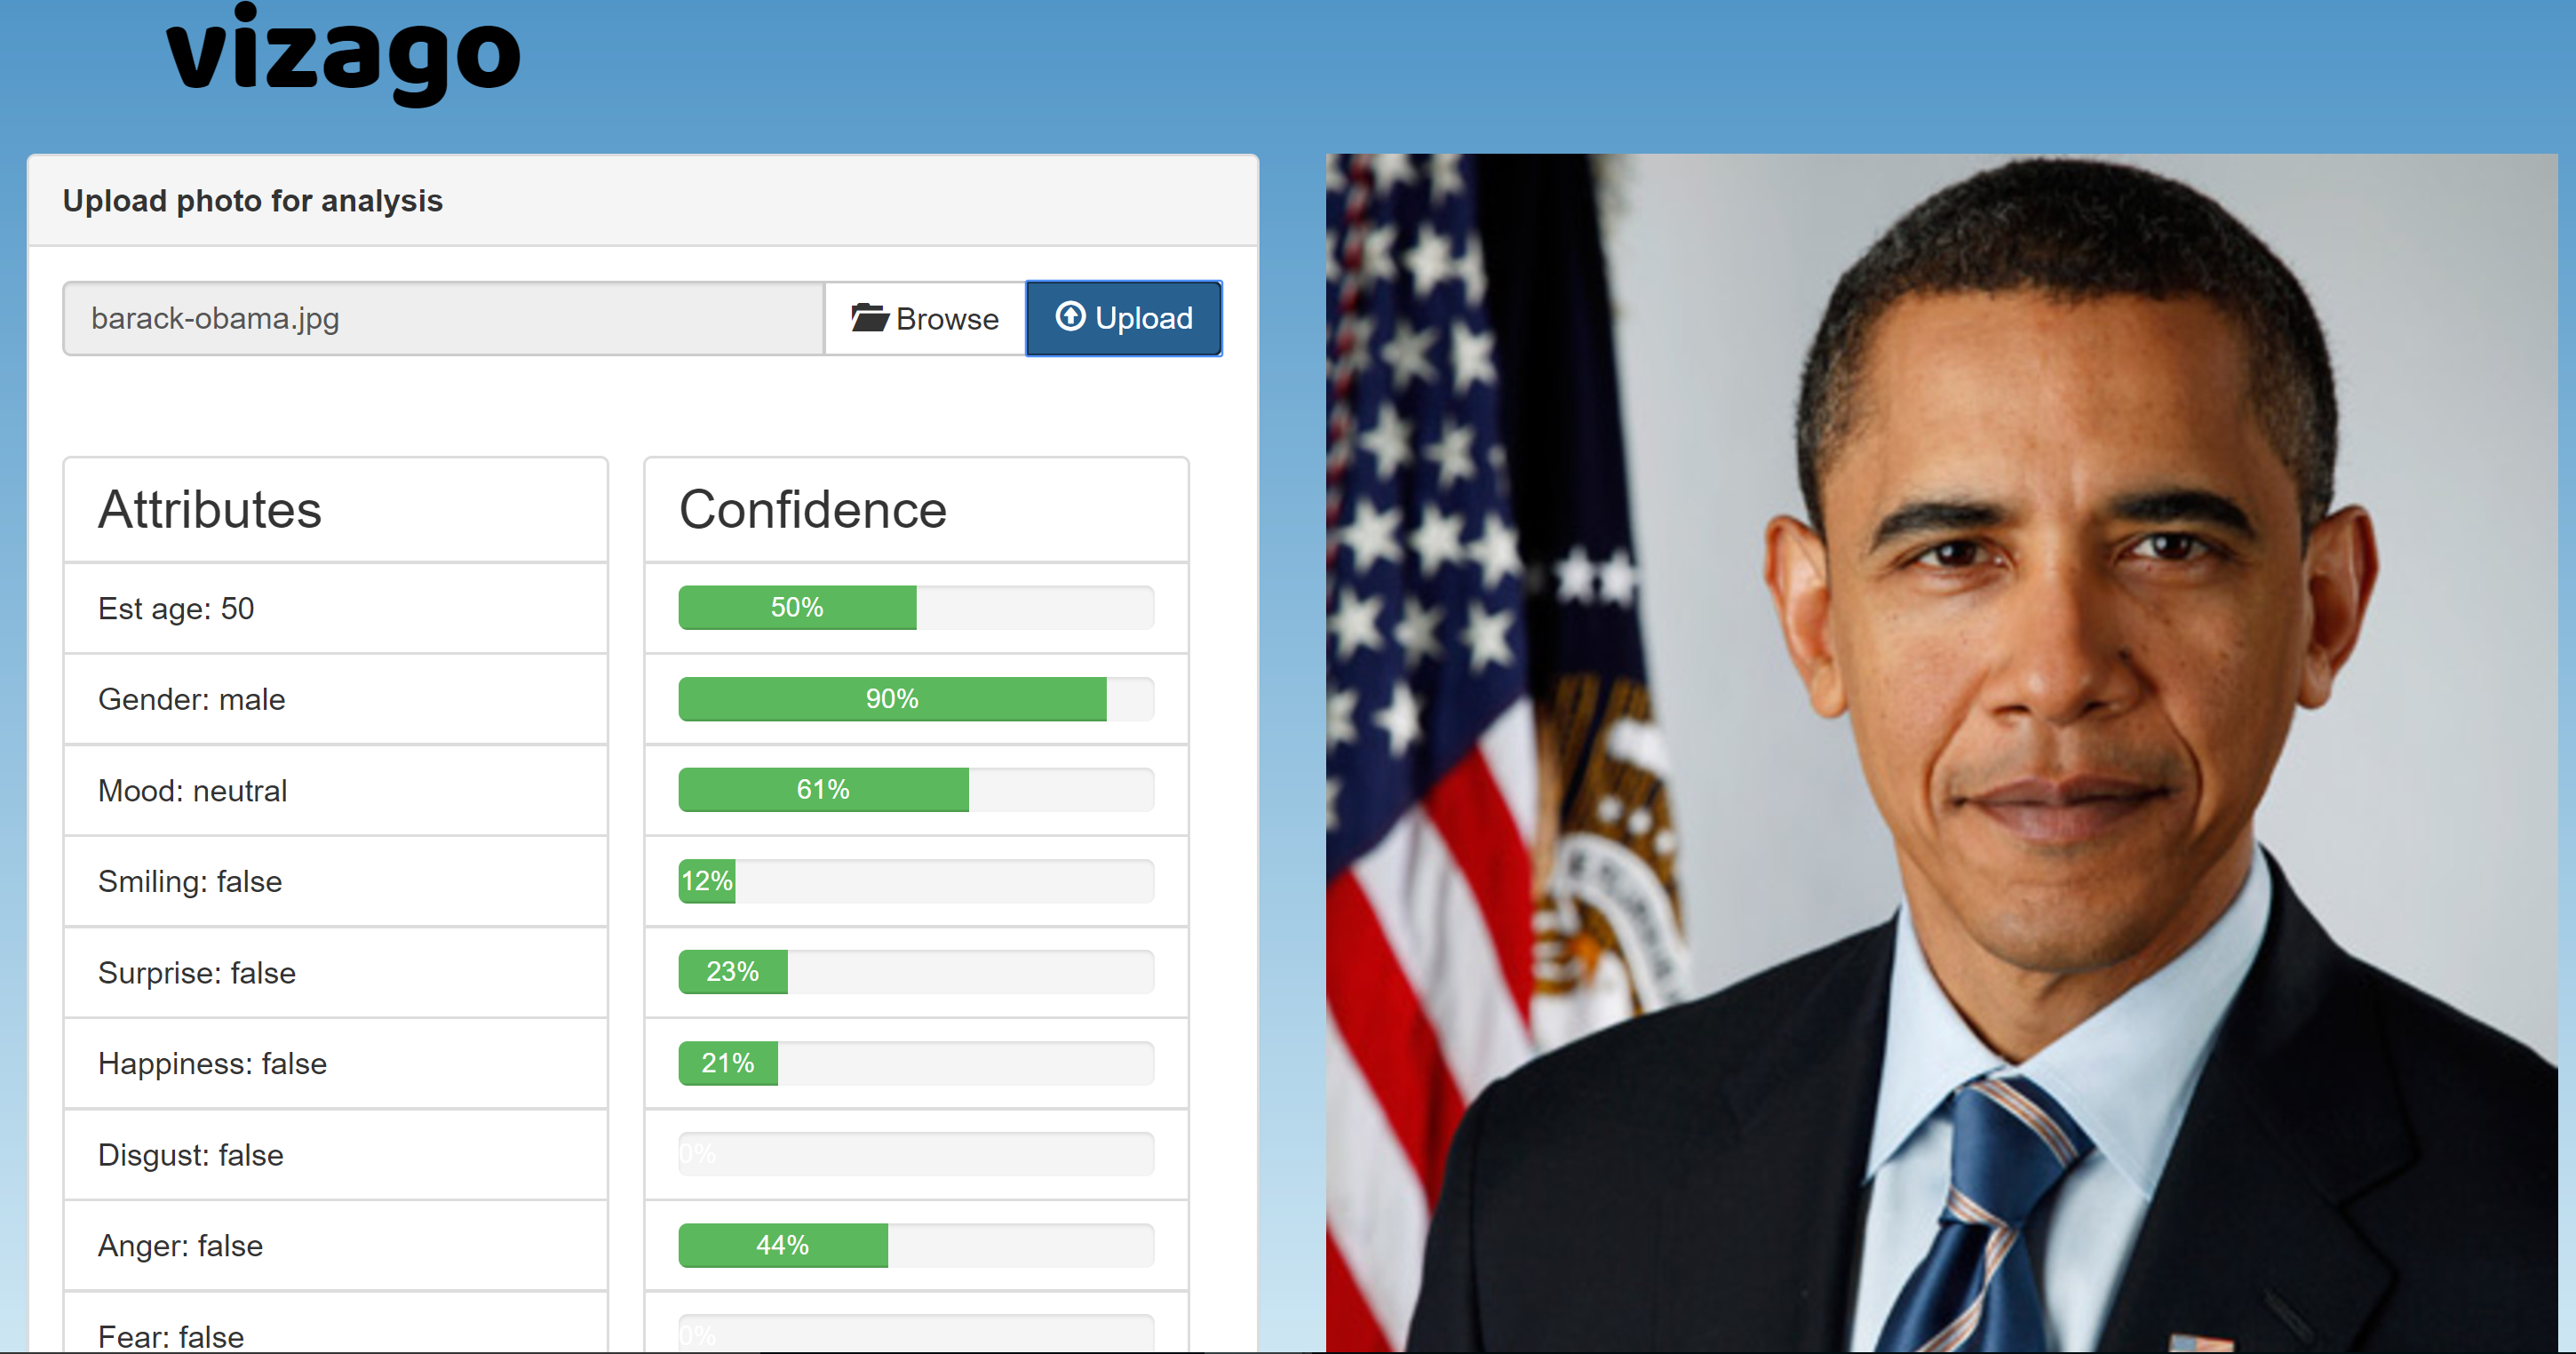 vizago
Upload photo for analysis
barack-obama.jpg Browse Upload
Attributes Confidence
Est age: 50 50%
Gender: male 90%
Mood: neutral 61%
Smiling: false 12%
Surprise: false 23%
Happiness: false 21%
Disgust: false 0%
Anger: false 44%
Fear: false 0%